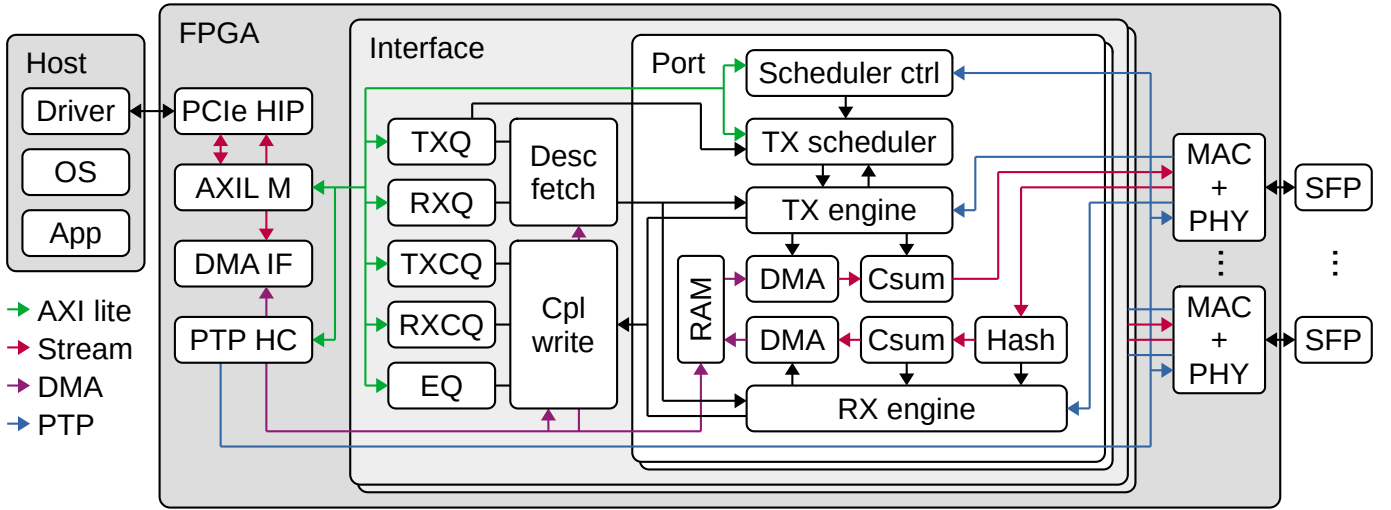 FPGA
Host
Driver
OS
App
AXI lite
Stream
DMA
PTP
PCIe HIP
AXIL M
DMA IF
PTP HC
Interface
TXQ
RXQ
TXCQ
RXCQ
EQ
Desc
fetch
Cpl
write
Port
Scheduler ctrl
TX scheduler
TX engine
RAM
DMA
Csum
DMA
Csum
Hash
RX engine
MAC
+
PHY
SFP
MAC
+
PHY
SFP